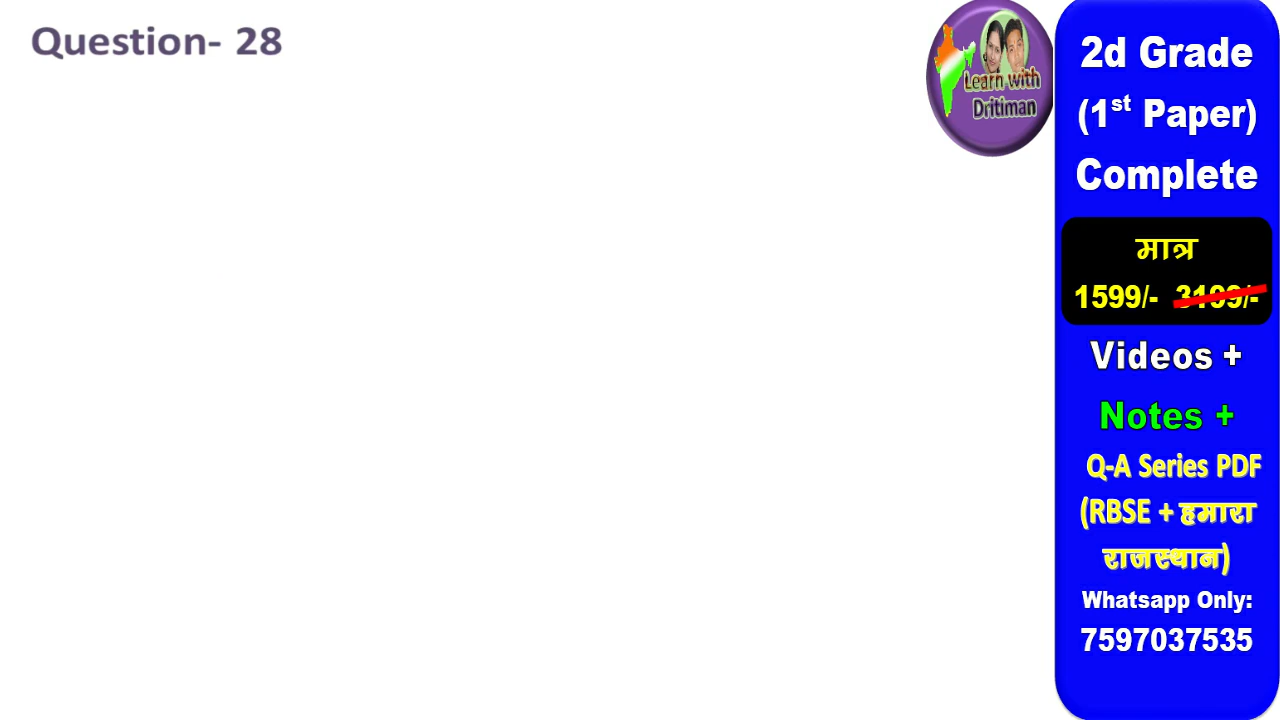 Question- 28
Learn with
Dritiman
2d Grade
(1st Paper)
Complete
मात्र
1599/- 3199/-
Videos +
Notes +
Q-A Series PDF
(RBSE + हमारा
राजस्थान)
Whatsapp Only:
7597037535